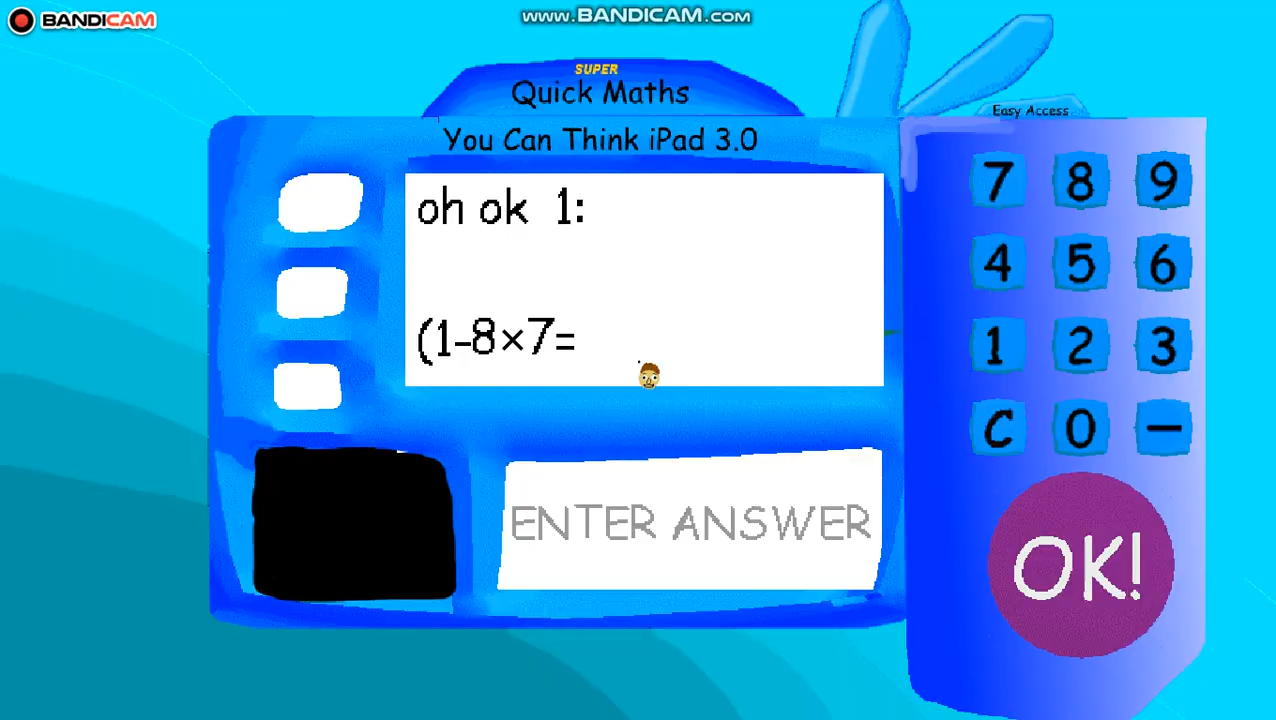 BANDICAM
www.BANDICAM.com
SUPER
Quick Maths
You Can Think iPad 3.0
Easy Access
oh ok 1:
(1-8×7=
ENTER ANSWER
7 8 9
4 5 6
1 2 3
C 0 -
OK!